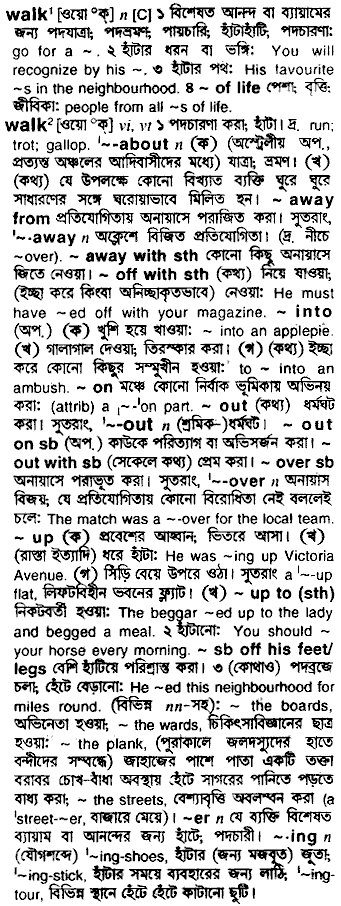 walk¹ [ওয়োক্] n [C] ১ বিশেষত আনন্দ বা ব্যায়ামের
জন্য পদযাত্রা; পদভ্রমণ; পায়চারি; হাঁটাহাঁটি, পদচারণা:
go for a ~. ২ হাঁটার ধরন বা ভঙ্গি: You will
recognize by his ~. ৩ হাঁটার পথ: His favourite
~s in the neighbourhood. ৪ ~ of life পেশা; বৃত্তি;
জীবিকা: people from all ~s of life.
walk² [ওয়োক্] vi, vt ১ পদচারণা করা; হাঁটা। দ্র. run;
trot; gallop. '~-about n (ক) (অস্ট্রেলীয় অপ.,
প্রত্যন্ত অঞ্চলের আদিবাসীদের মধ্যে) যাত্রা; ভ্রমণ। (খ)
(কথ্য) যে উপলক্ষে কোনো বিখ্যাত ব্যক্তি ঘুরে ঘুরে
সাধারণের সঙ্গে ঘরোয়াভাবে মিলিত হন। ~ away
from প্রতিযোগিতায় অনায়াসে পরাজিত করা। সুতরাং,
'~-away n অক্লেশে বিজিত প্রতিযোগিতা। (দ্র. নীচে
~over). ~ away with sth কোনো কিছু অনায়াসে
জিতে নেওয়া। ~ off with sth (কথ্য) নিয়ে যাওয়া;
(ইচ্ছা করে কিংবা অনিচ্ছাকৃতভাবে) নেওয়া: He must
have ~ed off with your magazine. ~ into
(অপ.) (ক) খুশি হয়ে খাওয়া: ~ into an applepie.
(খ) গালাগাল দেওয়া; তিরস্কার করা। (গ) (কথ্য) ইচ্ছা
করে কোনো কিছুর সম্মুখীন হওয়া: to ~ into an
ambush. ~ on মঞ্চে কোনো নির্বাক ভূমিকায় অভিনয়
করা: (attrib) a ¡~-'on part. ~ out (কথ্য) ধর্মঘট
করা। সুতরাং, '~-out n (শ্রমিক-)ধর্মঘট। ~ out
on sb (অপ.) কাউকে পরিত্যাগ বা অভিসর্জন করা। ~
out with sb (সেকেলে কথ্য) প্রেম করা। ~ over sb
অনায়াসে পরাভূত করা। সুতরাং, '~-over n অনায়াস
বিজয়; যে প্রতিযোগিতায় কোনো বিরোধিতা নেই বললেই
চলে: The match was a ~-over for the local team.
~ up (ক) প্রবেশের আহ্বান; ভিতরে আসা। (খ)
(রাস্তা ইত্যাদি) ধরে হাঁটা: He was ~ing up Victoria
Avenue. (গ) সিঁড়ি বেয়ে উপরে ওঠা। সুতরাং a '~-up
flat, লিফটবিহীন ভবনের ফ্ল্যাট। (খ) ~ up to (sth)
নিকটবর্তী হওয়া: The beggar ~ed up to the lady
and begged a meal. ২ হাঁটানো: You should ~
your horse every morning. ~ sb off his feet/
legs বেশি হাঁটিয়ে পরিশ্রান্ত করা। ৩ (কোথাও) পদব্রজে
চলা; হেঁটে বেড়ানো: He ~ed this neighbourhood for
miles round. (বিভিন্ন nn-সহ): ~ the boards,
অভিনেতা হওয়া; ~ the wards, চিকিৎসাবিজ্ঞানের ছাত্র
হওয়া: ~ the plank, (পুরাকালে জলদস্যুদের হাতে
বন্দীদের সম্বন্ধে) জাহাজের পাশে পাতা একটি তক্তা
বরাবর চোখ-বাঁধা অবস্থায় হেঁটে সাগরের পানিতে পড়তে
বাধ্য করা; ~ the streets, বেশ্যাবৃত্তি অবলম্বন করা (a
'street-~er, বাজারে মেয়ে)। ~er n যে ব্যক্তি বিশেষত
ব্যায়াম বা আনন্দের জন্য হাঁটে; পদচারী। ~·ing n
(যৌগশব্দে) '~ing-shoes, হাঁটার (জন্য মজবুত) জুতা;
'~ing-stick, হাঁটার সময়ে ব্যবহারের জন্য লাঠি; '~ing-
tour, বিভিন্ন স্থানে হেঁটে হেঁটে কাটানো ছুটি।